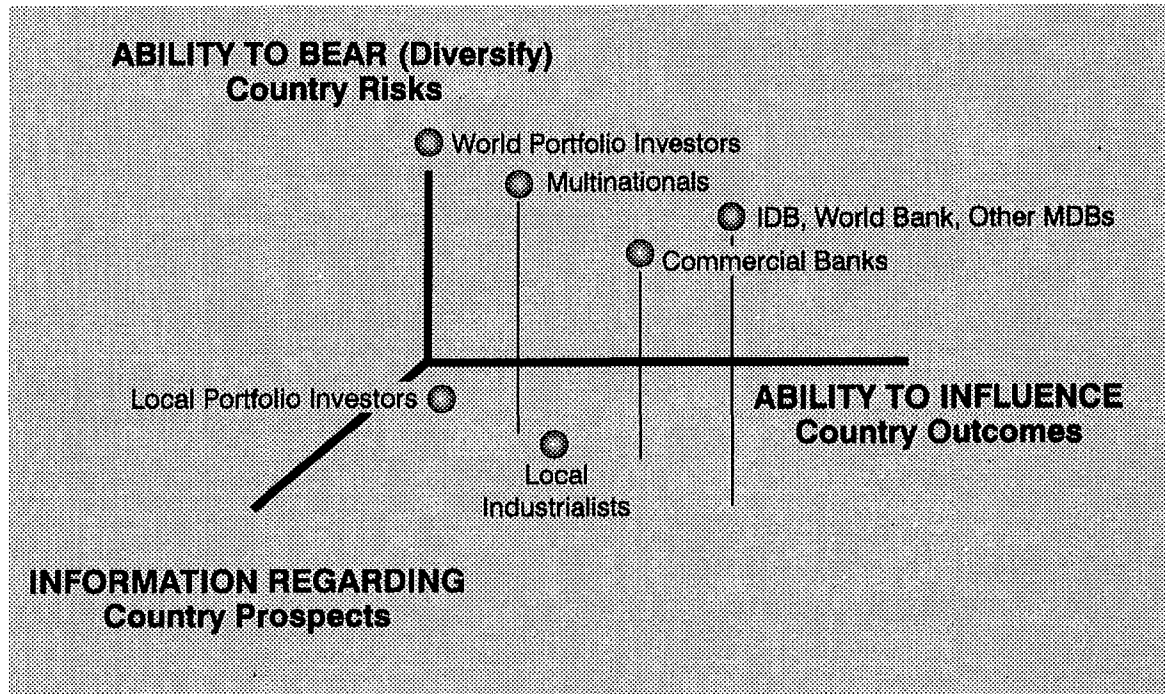 ABILITY TO BEAR (Diversify)
Country Risks
World Portfolio Investors
Multinationals
IDB, World Bank, Other MDBs
Commercial Banks
Local Portfolio Investors
ABILITY TO INFLUENCE
Country Outcomes
Local
Industrialists
INFORMATION REGARDING
Country Prospects